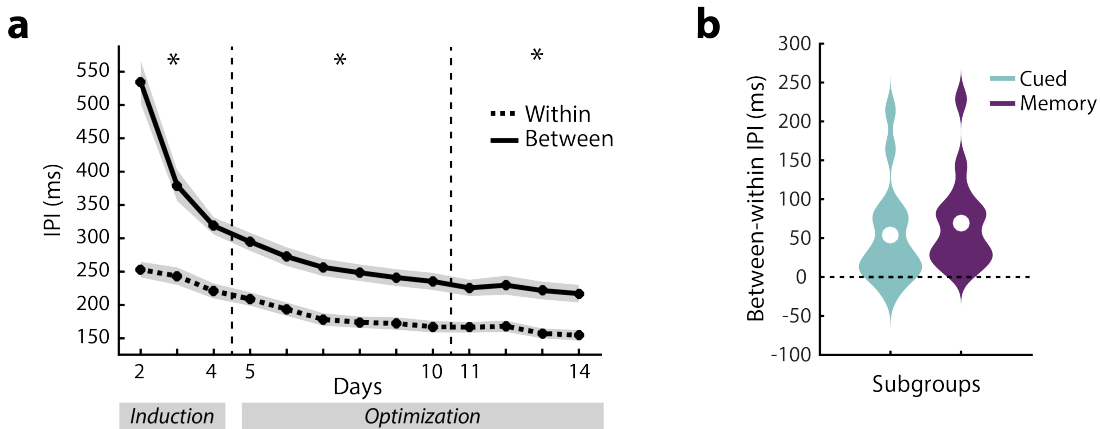 a
IPI (ms)
550
500
450
400
350
300
250
200
150
* * *
Within
Between
2 4 5 10 11 14
Days
Induction Optimization
b
Between-within IPI (ms)
300
250
200
150
100
50
0
-50
-100
Cued
Memory
Subgroups